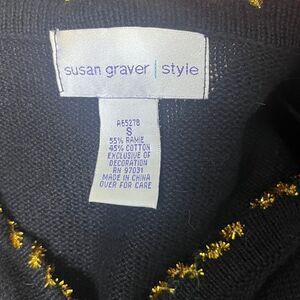 susan graver | style
A65278
S
55% RAMIE
45% COTTON
EXCLUSIVE OF
DECORATION
RN 97031
MADE IN CHINA
OVER FOR CARE